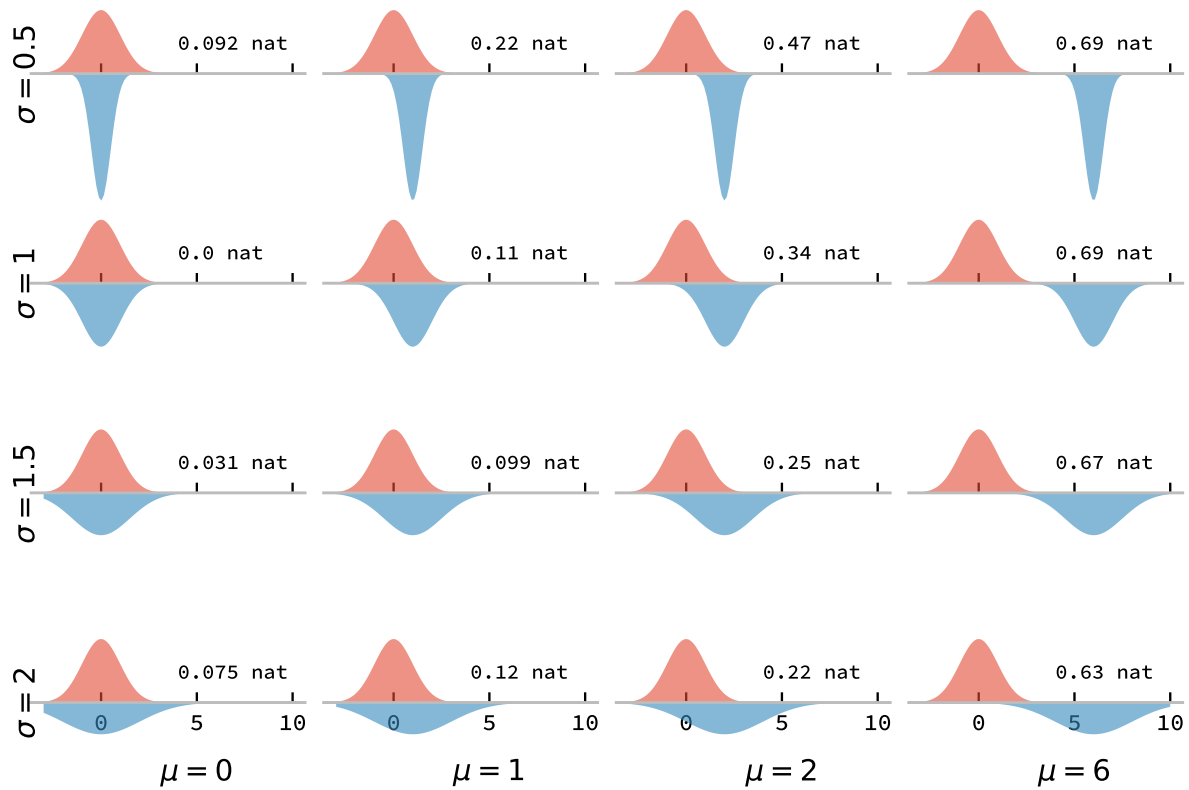 σ = 0.5
0.092 nat
0.22 nat
0.47 nat
0.69 nat
σ = 1
0.0 nat
0.11 nat
0.34 nat
0.69 nat
σ = 1.5
0.031 nat
0.099 nat
0.25 nat
0.67 nat
σ = 2
0.075 nat
0.12 nat
0.22 nat
0.63 nat
0 5 10
0 5 10
0 5 10
0 5 10
μ = 0
μ = 1
μ = 2
μ = 6